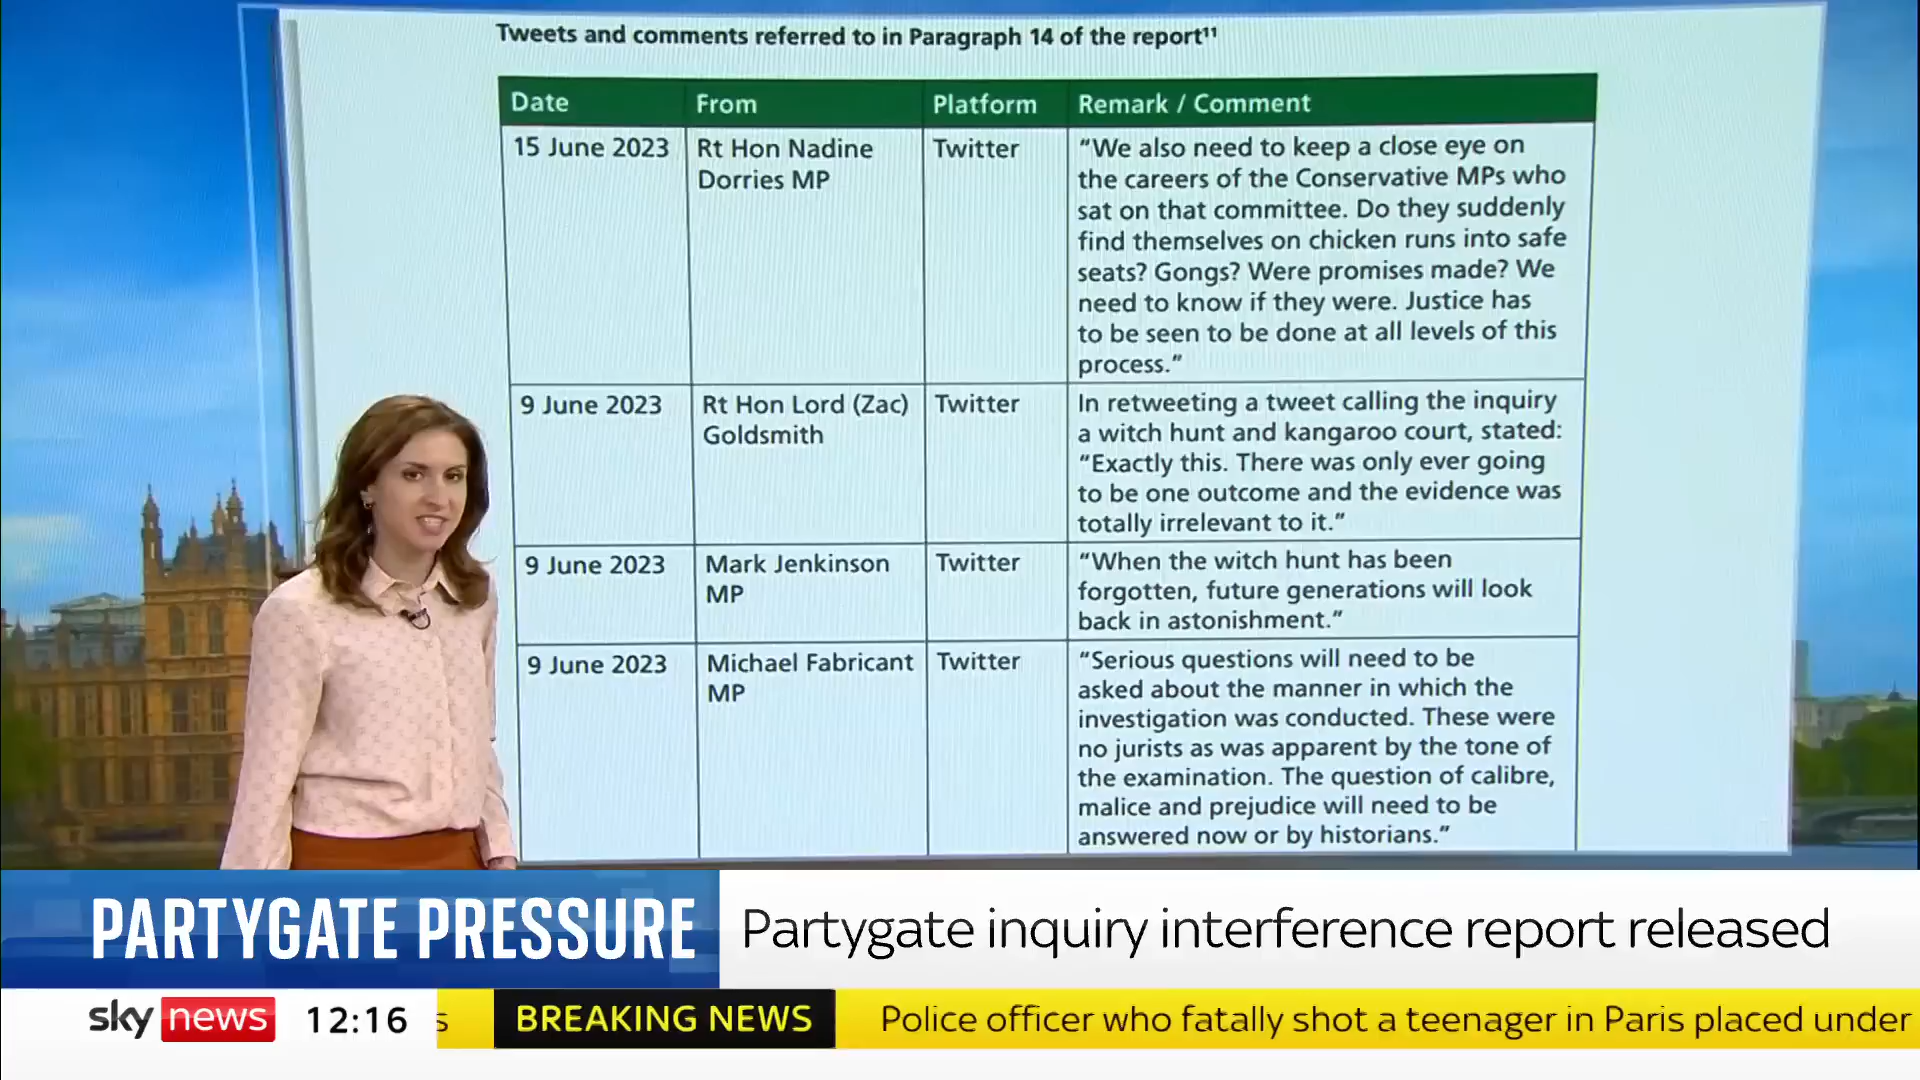 Tweets and comments referred to in Paragraph 14 of the report¹¹
Date From Platform Remark / Comment
15 June 2023 Rt Hon Nadine Dorries MP Twitter
“We also need to keep a close eye on
the careers of the Conservative MPs who
sat on that committee. Do they suddenly
find themselves on chicken runs into safe
seats? Gongs? Were promises made? We
need to know if they were. Justice has
to be seen to be done at all levels of this
process.”
9 June 2023 Rt Hon Lord (Zac) Goldsmith Twitter
In retweeting a tweet calling the inquiry
a witch hunt and kangaroo court, stated:
“Exactly this. There was only ever going
to be one outcome and the evidence was
totally irrelevant to it.”
9 June 2023 Mark Jenkinson MP Twitter
“When the witch hunt has been
forgotten, future generations will look
back in astonishment.”
9 June 2023 Michael Fabricant MP Twitter
“Serious questions will need to be
asked about the manner in which the
investigation was conducted. These were
no jurists as was apparent by the tone of
the examination. The question of calibre,
malice and prejudice will need to be
answered now or by historians.”
PARTYGATE PRESSURE
Partygate inquiry interference report released
sky news 12:16 s BREAKING NEWS Police officer who fatally shot a teenager in Paris placed under